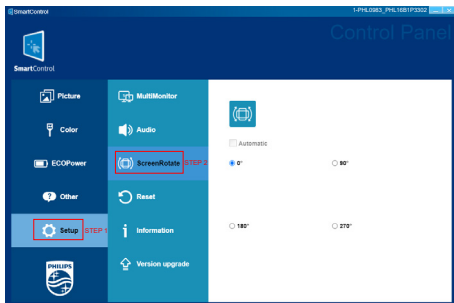 SmartControl
1-PHL0983_PHL16B1P3302
Control Panel
SmartControl
Picture
Color
ECOPower
Other
Setup STEP 1
PHILIPS
MultiMonitor
Audio
ScreenRotate STEP 2
Reset
Information
Version upgrade
Automatic
0°
90°
180°
270°